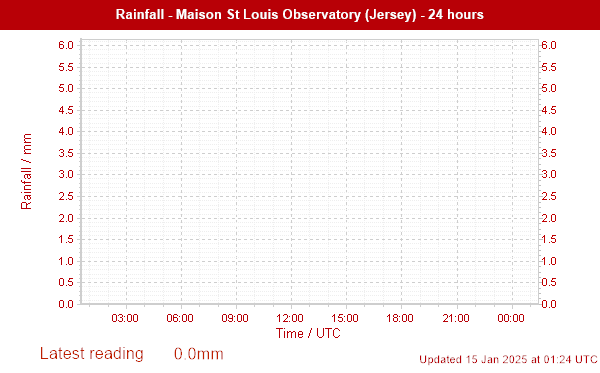 Rainfall - Maison St Louis Observatory (Jersey) - 24 hours
6.0 6.0
5.5 5.5
5.0 5.0
4.5 4.5
4.0 4.0
3.5 3.5
3.0 3.0
2.5 2.5
2.0 2.0
1.5 1.5
1.0 1.0
0.5 0.5
0.0 0.0
Rainfall / mm
03:00 06:00 09:00 12:00 15:00 18:00 21:00 00:00
Time / UTC
Latest reading 0.0mm
Updated 15 Jan 2025 at 01:24 UTC